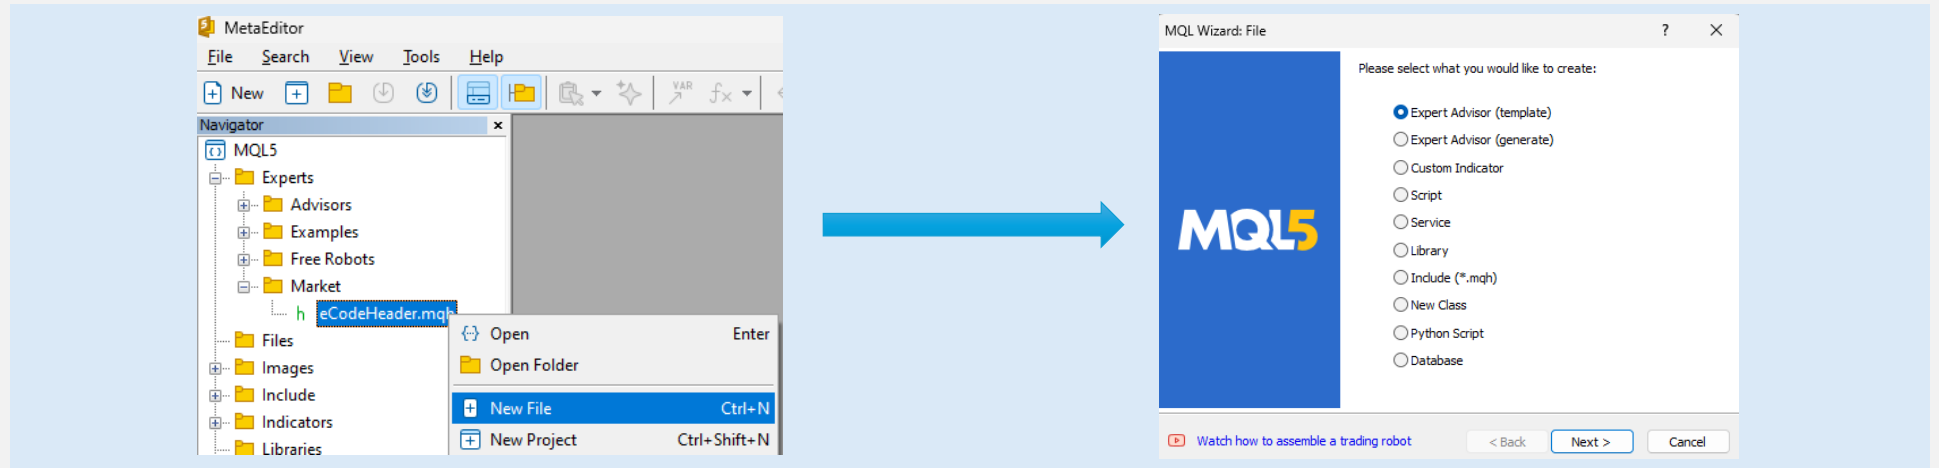 MetaEditor
File Search View Tools Help
New VAR
Navigator
MQL5
Experts
Advisors
Examples
Free Robots
Market
h eCodeHeader.mqh
Files
Images
Include
Indicators
Libraries
Open Enter
Open Folder
New File Ctrl+N
New Project Ctrl+Shift+N
MQL Wizard: File
Please select what you would like to create:
Expert Advisor (template)
Expert Advisor (generate)
Custom Indicator
Script
Service
Library
Include (*.mqh)
New Class
Python Script
Database
MQL5
Watch how to assemble a trading robot
< Back Next > Cancel